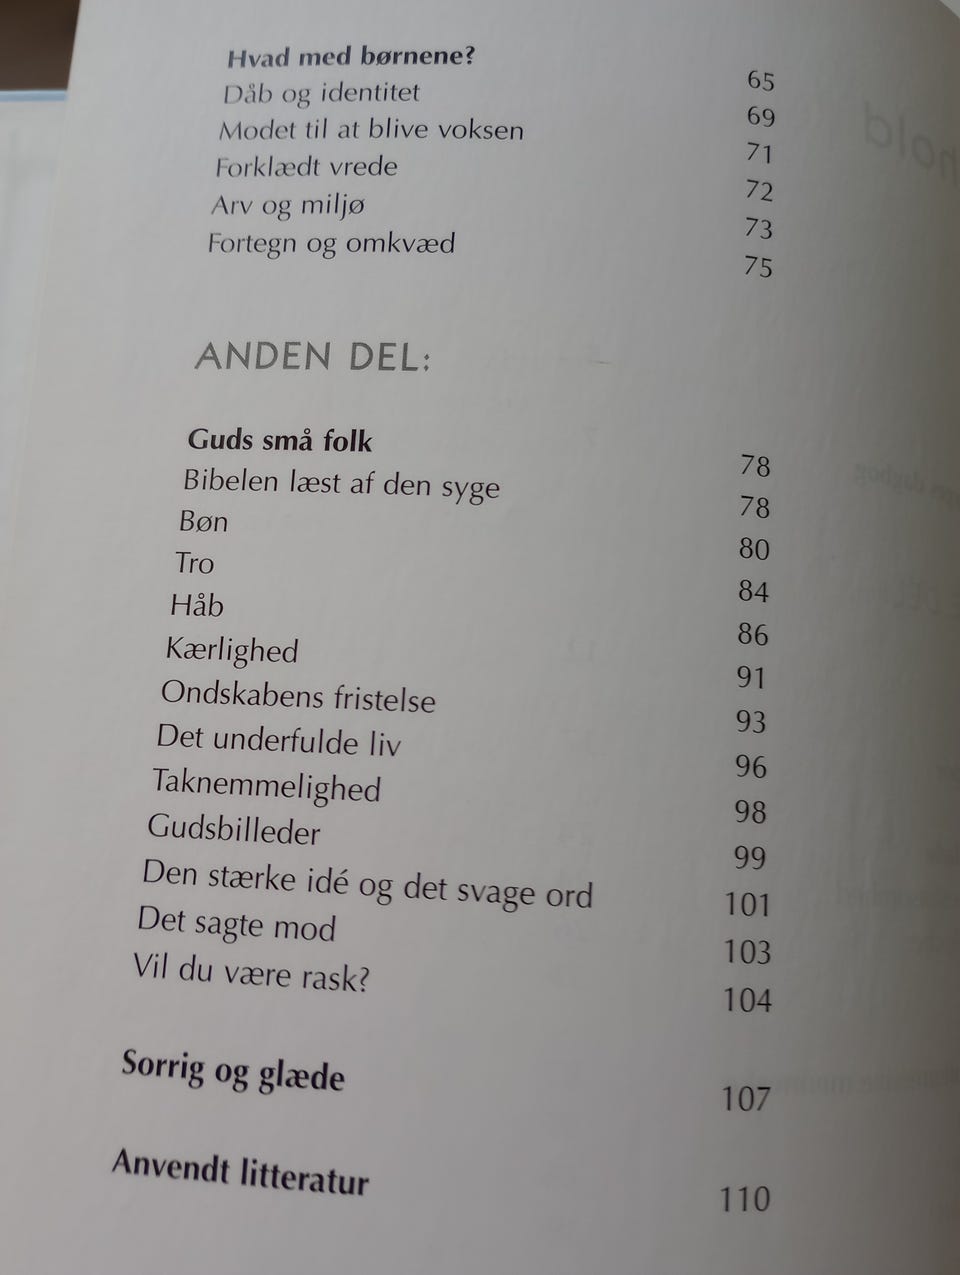 Hvad med børnene? 65
Dåb og identitet 69
Modet til at blive voksen 71
Forklædt vrede 72
Arv og miljø 73
Fortegn og omkvæd 75
ANDEN DEL:
Guds små folk 78
Bibelen læst af den syge 78
Bøn 80
Tro 84
Håb 86
Kærlighed 91
Ondskabens fristelse 93
Det underfulde liv 96
Taknemmelighed 98
Gudsbilleder 99
Den stærke idé og det svage ord 101
Det sagte mod 103
Vil du være rask? 104
Sorrig og glæde 107
Anvendt litteratur 110